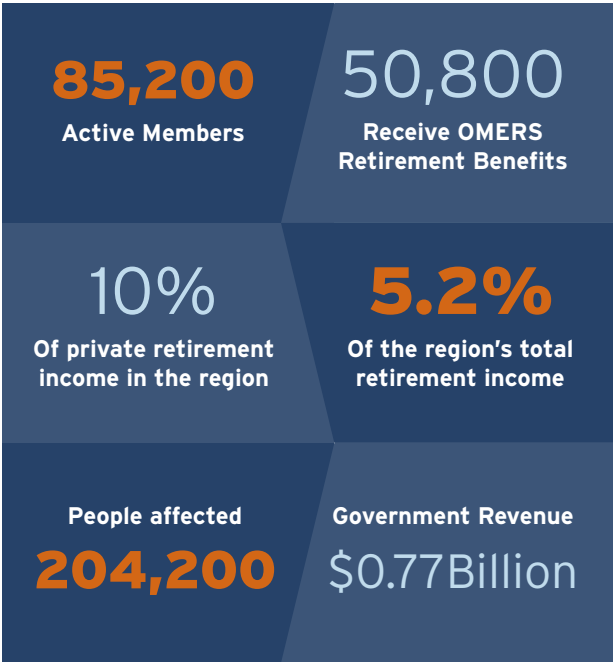 85,200
Active Members
50,800
Receive OMERS
Retirement Benefits
10%
Of private retirement
income in the region
5.2%
Of the region's total
retirement income
People affected
204,200
Government Revenue
$0.77Billion